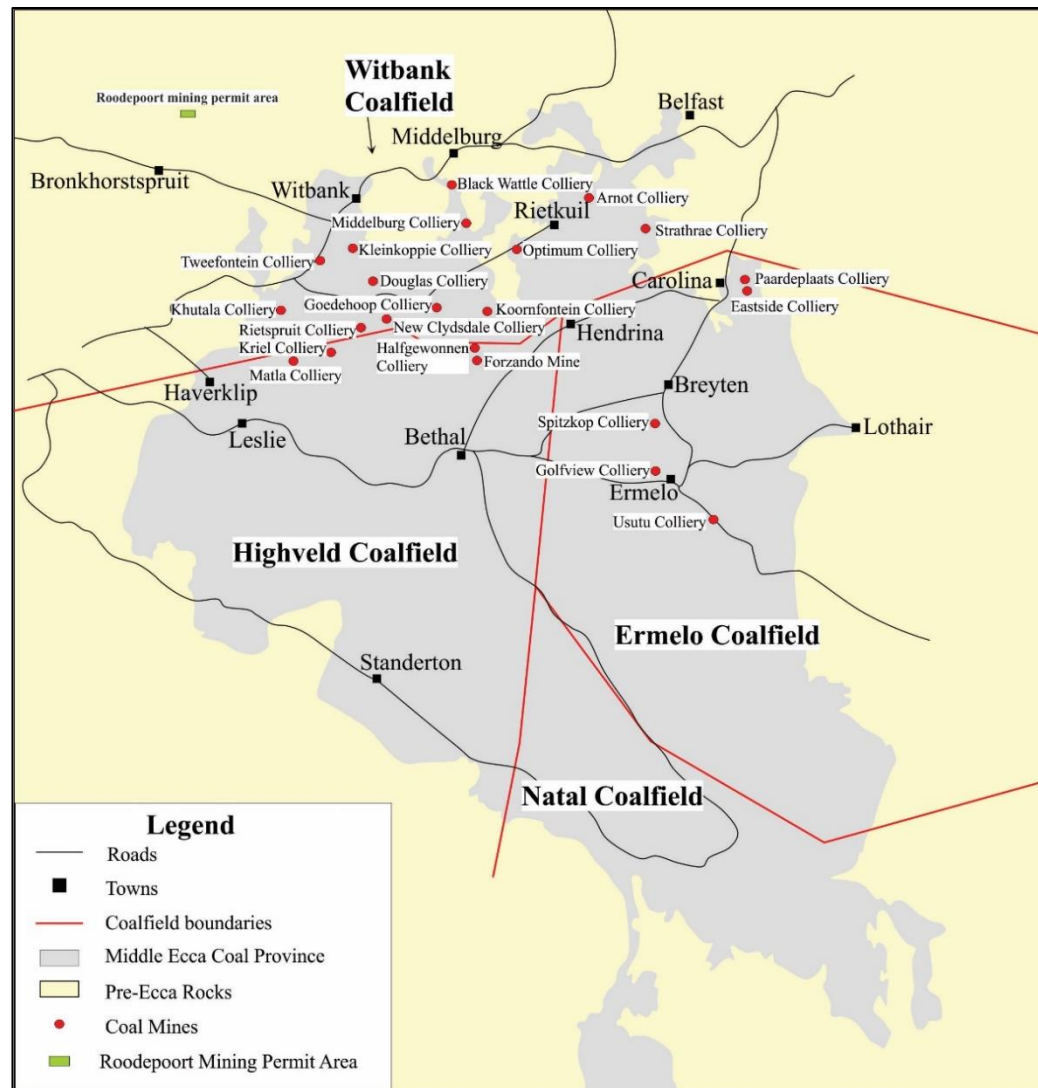 Witbank
Coalfield
Roodepoort mining permit area
Belfast
Middelburg
Bronkhorstspruit
Witbank
Black Wattle Colliery
Arnot Colliery
Rietkuil
Middelburg Colliery
Strathrae Colliery
Kleinkoppie Colliery
Optimum Colliery
Tweefontein Colliery
Douglas Colliery
Carolina
Paardeplaats Colliery
Eastside Colliery
Khutala Colliery
Goedehoop Colliery
Koornfontein Colliery
Rietspruit Colliery
New Clydsdale Colliery
Hendrina
Kriel Colliery
Halfgewonnen
Colliery
Forzando Mine
Matla Colliery
Haverklip
Breyten
Leslie
Spitzkop Colliery
Lothair
Bethal
Golfview Colliery
Ermelo
Usutu Colliery
Highveld Coalfield
Ermelo Coalfield
Standerton
Natal Coalfield
Legend
Roads
Towns
Coalfield boundaries
Middle Ecca Coal Province
Pre-Ecca Rocks
Coal Mines
Roodepoort Mining Permit Area